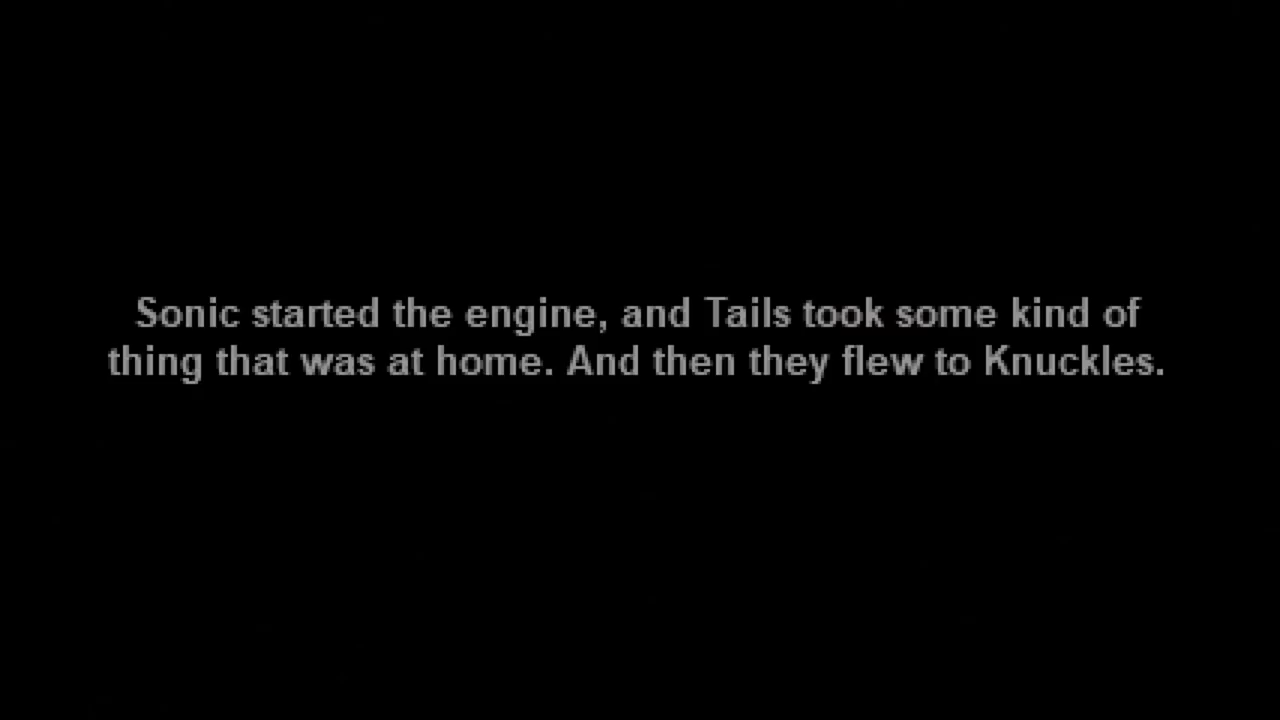 Sonic started the engine, and Tails took some kind of
thing that was at home. And then they flew to Knuckles.